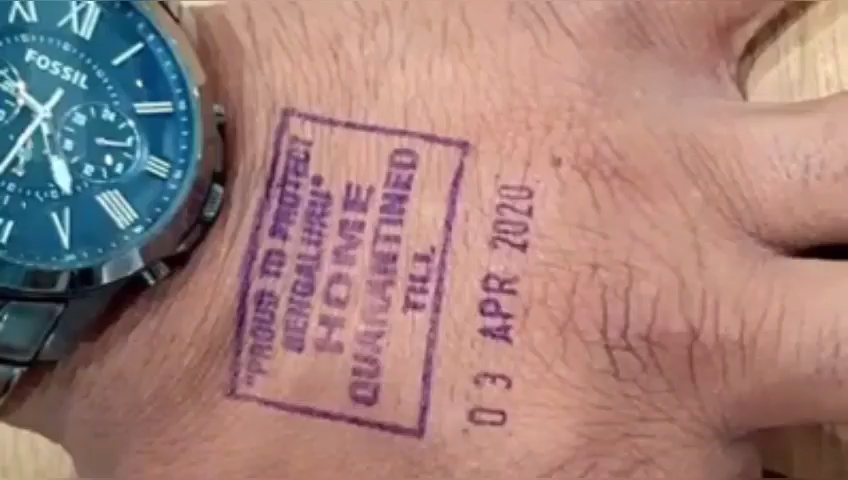 FOSSIL
"PROUD TO PROTECT
BENGALURU"
HOME
QUARANTINED
TILL
03 APR 2020